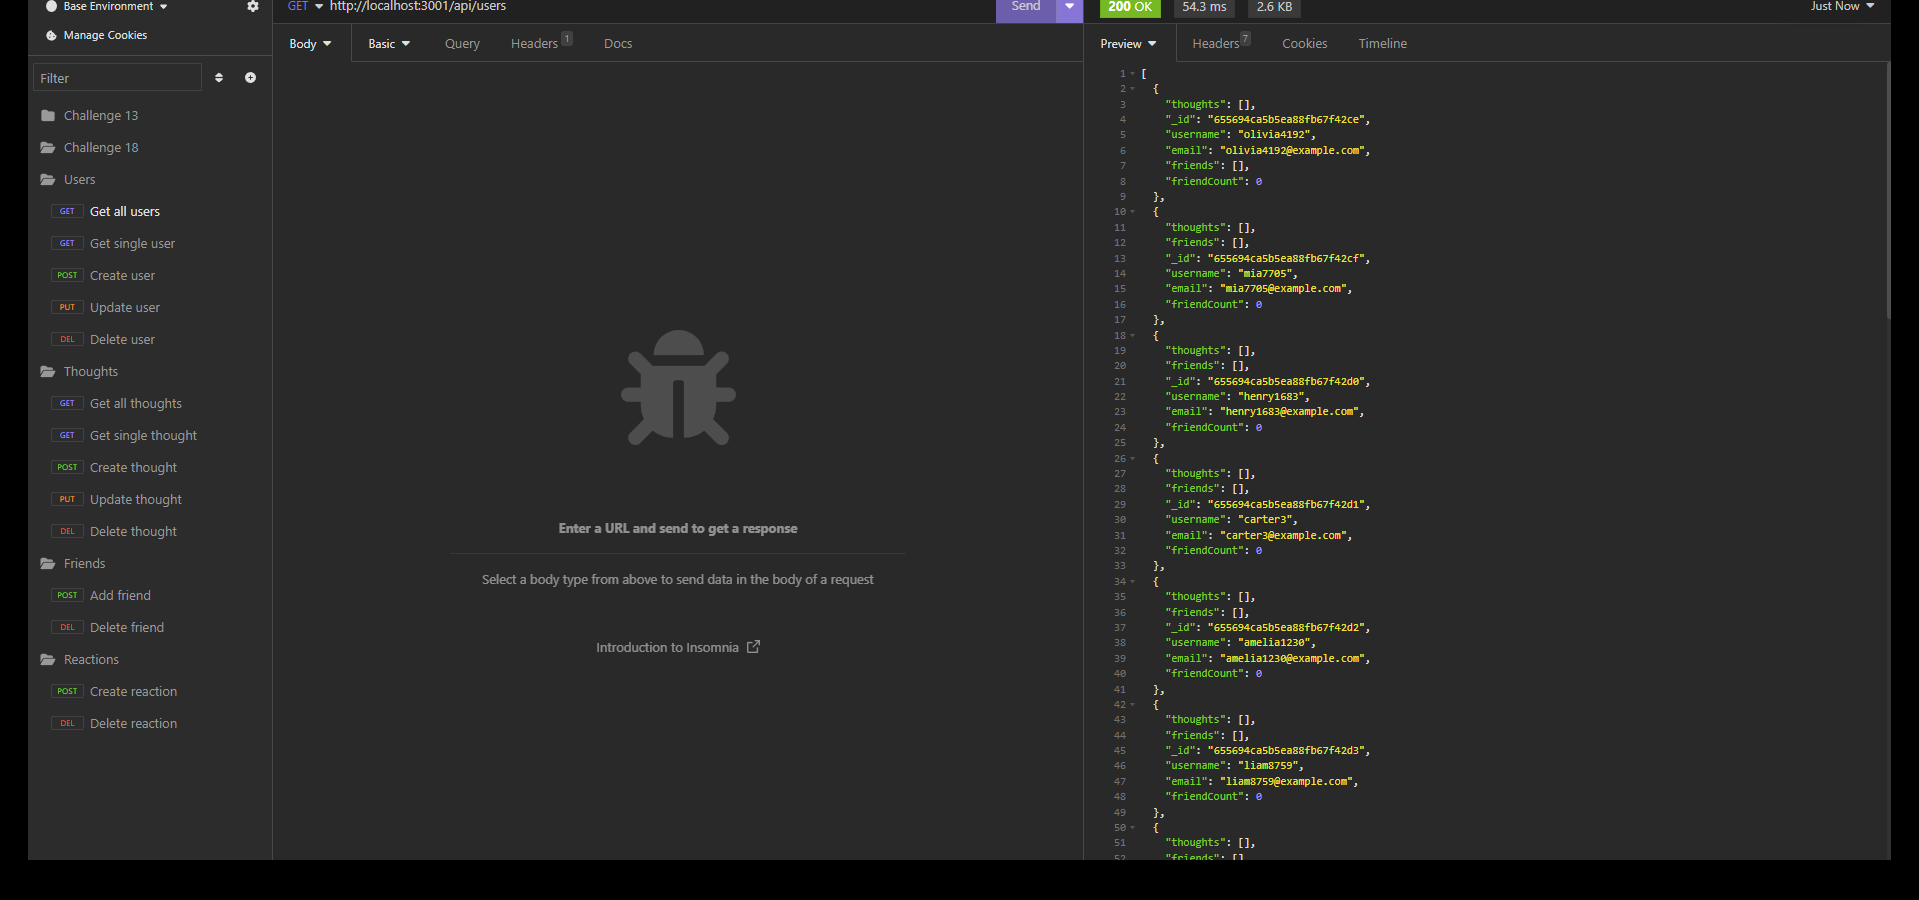 Base Environment
Manage Cookies
Filter
Challenge 13
Challenge 18
Users
GET Get all users
GET Get single user
POST Create user
PUT Update user
DEL Delete user
Thoughts
GET Get all thoughts
GET Get single thought
POST Create thought
PUT Update thought
DEL Delete thought
Friends
POST Add friend
DEL Delete friend
Reactions
POST Create reaction
DEL Delete reaction
GET http://localhost:3001/api/users Send
Body Basic Query Headers 1 Docs
Enter a URL and send to get a response
Select a body type from above to send data in the body of a request
Introduction to Insomnia
200 OK 54.3 ms 2.6 KB Just Now
Preview Headers 7 Cookies Timeline
1 [
2 {
3 "thoughts": [],
4 "_id": "655694ca5b5ea88fb67f42ce",
5 "username": "olivia4192",
6 "email": "olivia4192@example.com",
7 "friends": [],
8 "friendCount": 0
9 },
10 {
11 "thoughts": [],
12 "friends": [],
13 "_id": "655694ca5b5ea88fb67f42cf",
14 "username": "mia7705",
15 "email": "mia7705@example.com",
16 "friendCount": 0
17 },
18 {
19 "thoughts": [],
20 "friends": [],
21 "_id": "655694ca5b5ea88fb67f42d0",
22 "username": "henry1683",
23 "email": "henry1683@example.com",
24 "friendCount": 0
25 },
26 {
27 "thoughts": [],
28 "friends": [],
29 "_id": "655694ca5b5ea88fb67f42d1",
30 "username": "carter3",
31 "email": "carter3@example.com",
32 "friendCount": 0
33 },
34 {
35 "thoughts": [],
36 "friends": [],
37 "_id": "655694ca5b5ea88fb67f42d2",
38 "username": "amelia1230",
39 "email": "amelia1230@example.com",
40 "friendCount": 0
41 },
42 {
43 "thoughts": [],
44 "friends": [],
45 "_id": "655694ca5b5ea88fb67f42d3",
46 "username": "liam8759",
47 "email": "liam8759@example.com",
48 "friendCount": 0
49 },
50 {
51 "thoughts": [],
52 "friends": []